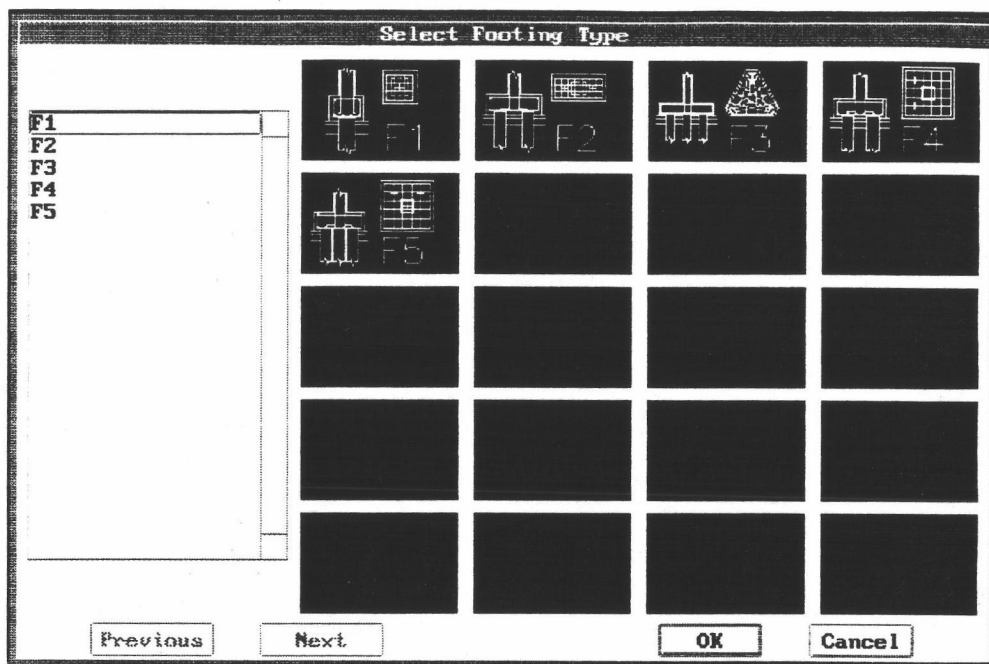 Select Footing Type
F1
F2
F3
F4
F5
F1 F2 F3 F4
F5
Previous Next OK Cancel